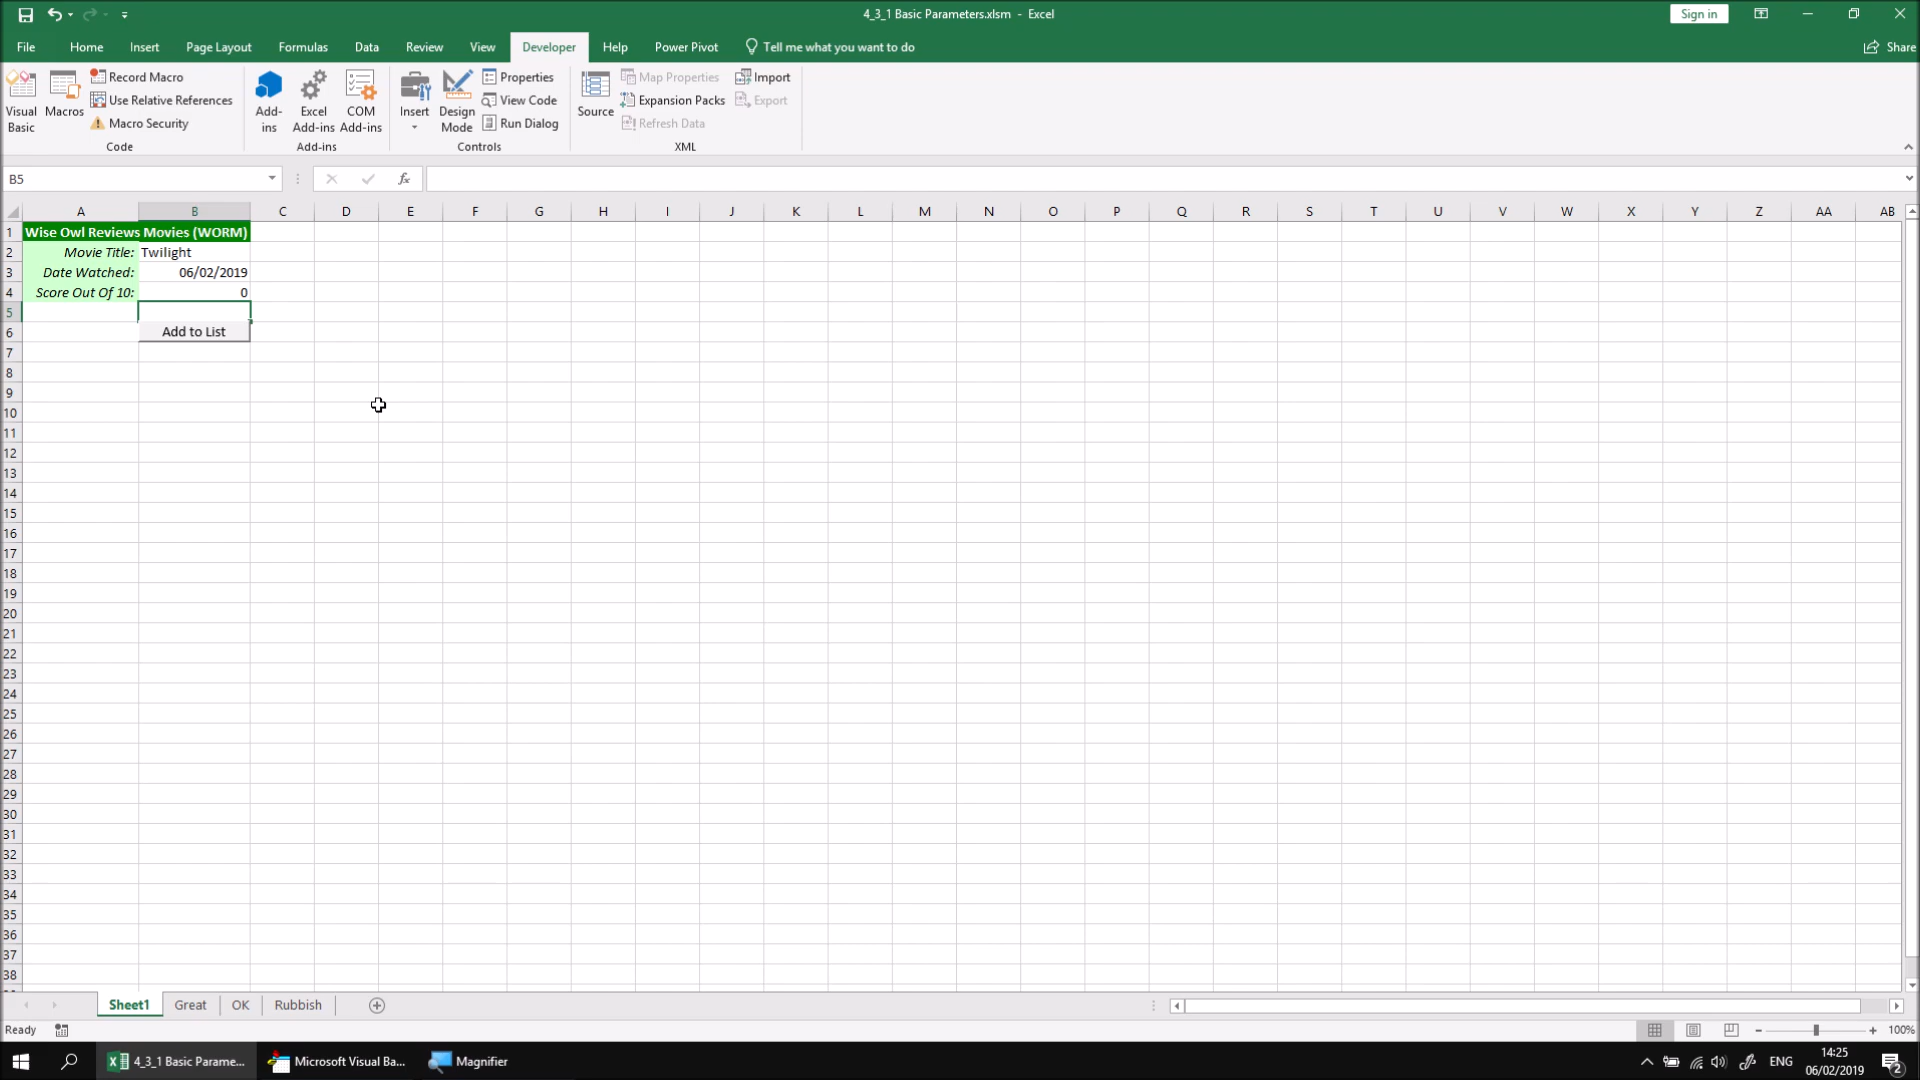 4_3_1 Basic Parameters.xlsm - Excel
Sign in
File Home Insert Page Layout Formulas Data Review View Developer Help Power Pivot Tell me what you want to do Share
Visual Basic
Macros
Record Macro
Use Relative References
Macro Security
Code
Add-ins
Excel Add-ins
COM Add-ins
Add-ins
Insert
Design Mode
Properties
View Code
Run Dialog
Controls
Source
Map Properties
Expansion Packs
Refresh Data
Import
Export
XML
B5
fx
A B C D E F G H I J K L M N O P Q R S T U V W X Y Z AA AB
1 Wise Owl Reviews Movies (WORM)
2 Movie Title: Twilight
3 Date Watched: 06/02/2019
4 Score Out Of 10: 0
5
6 Add to List
7
8
9
10
11
12
13
14
15
16
17
18
19
20
21
22
23
24
25
26
27
28
29
30
31
32
33
34
35
36
37
38
Sheet1 Great OK Rubbish
Ready
100%
4_3_1 Basic Parame... Microsoft Visual Ba... Magnifier
ENG
14:25
06/02/2019
2